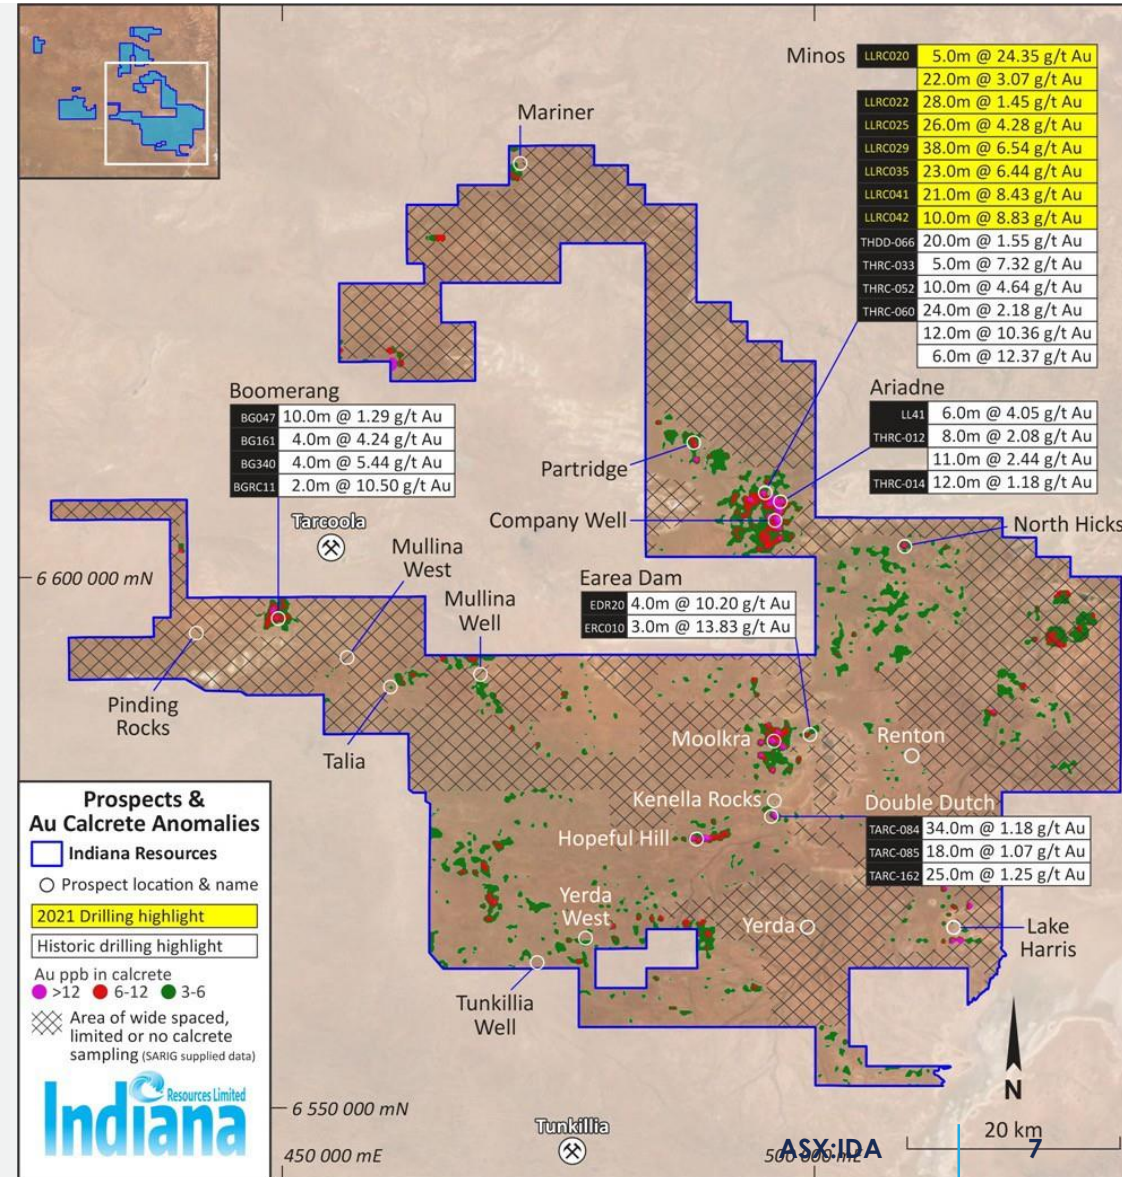 Minos
LLRC020 5.0m @ 24.35 g/t Au
22.0m @ 3.07 g/t Au
LLRC022 28.0m @ 1.45 g/t Au
LLRC025 26.0m @ 4.28 g/t Au
LLRC029 38.0m @ 6.54 g/t Au
LLRC035 23.0m @ 6.44 g/t Au
LLRC041 21.0m @ 8.43 g/t Au
LLRC042 10.0m @ 8.83 g/t Au
THDD-066 20.0m @ 1.55 g/t Au
THRC-033 5.0m @ 7.32 g/t Au
THRC-052 10.0m @ 4.64 g/t Au
THRC-060 24.0m @ 2.18 g/t Au
12.0m @ 10.36 g/t Au
6.0m @ 12.37 g/t Au
Mariner
Ariadne
LL41 6.0m @ 4.05 g/t Au
THRC-012 8.0m @ 2.08 g/t Au
11.0m @ 2.44 g/t Au
THRC-014 12.0m @ 1.18 g/t Au
Boomerang
BG047 10.0m @ 1.29 g/t Au
BG161 4.0m @ 4.24 g/t Au
BG340 4.0m @ 5.44 g/t Au
BGRC11 2.0m @ 10.50 g/t Au
Partridge
Company Well
North Hicks
Tarcoola
Mullina
West
6 600 000 mN
Mullina
Well
Earea Dam
EDR20 4.0m @ 10.20 g/t Au
ERC010 3.0m @ 13.83 g/t Au
Pinding
Rocks
Talia
Moolkra
Renton
Kenella Rocks
Double Dutch
TARC-084 34.0m @ 1.18 g/t Au
TARC-085 18.0m @ 1.07 g/t Au
TARC-162 25.0m @ 1.25 g/t Au
Hopeful Hill
Yerda
West
Yerda
Lake
Harris
Tunkillia
Well
Prospects &
Au Calcrete Anomalies
Indiana Resources
Prospect location & name
2021 Drilling highlight
Historic drilling highlight
Au ppb in calcrete
>12 6-12 3-6
Area of wide spaced,
limited or no calcrete
sampling (SARIG supplied data)
Resources Limited
Indiana
6 550 000 mN
450 000 mE
Tunkillia
500 000 mE
N
20 km
ASX:IDA
7